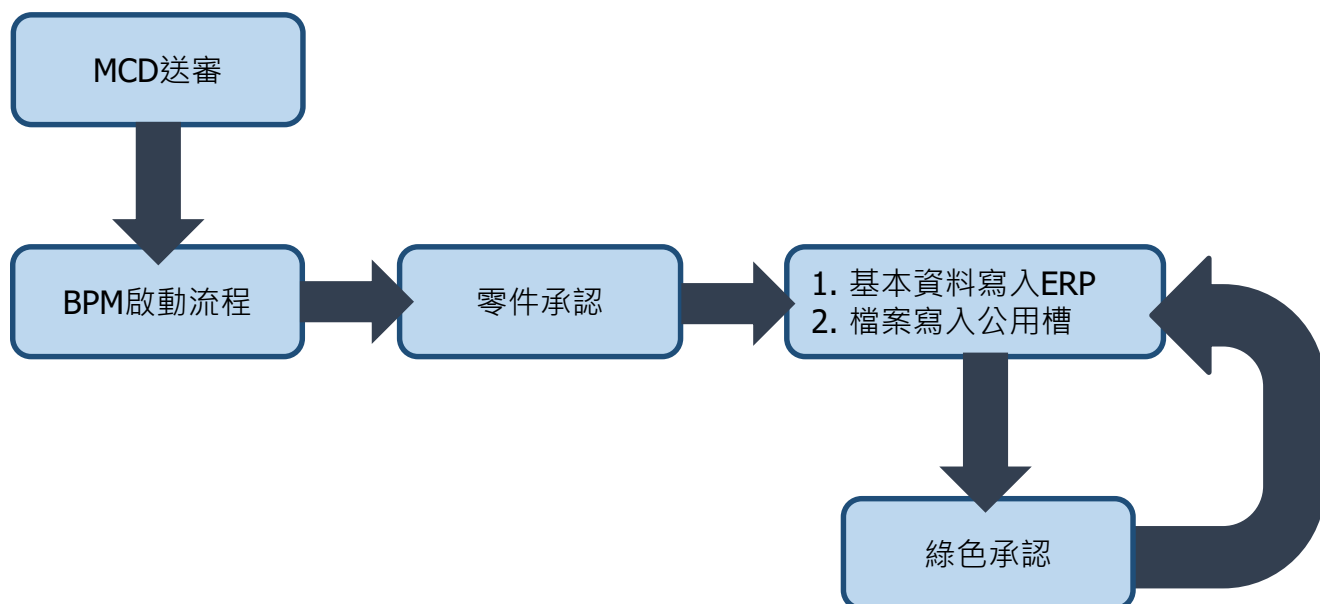 MCD送審
BPM啟動流程
零件承認
1. 基本資料寫入ERP
2. 檔案寫入公用槽
綠色承認